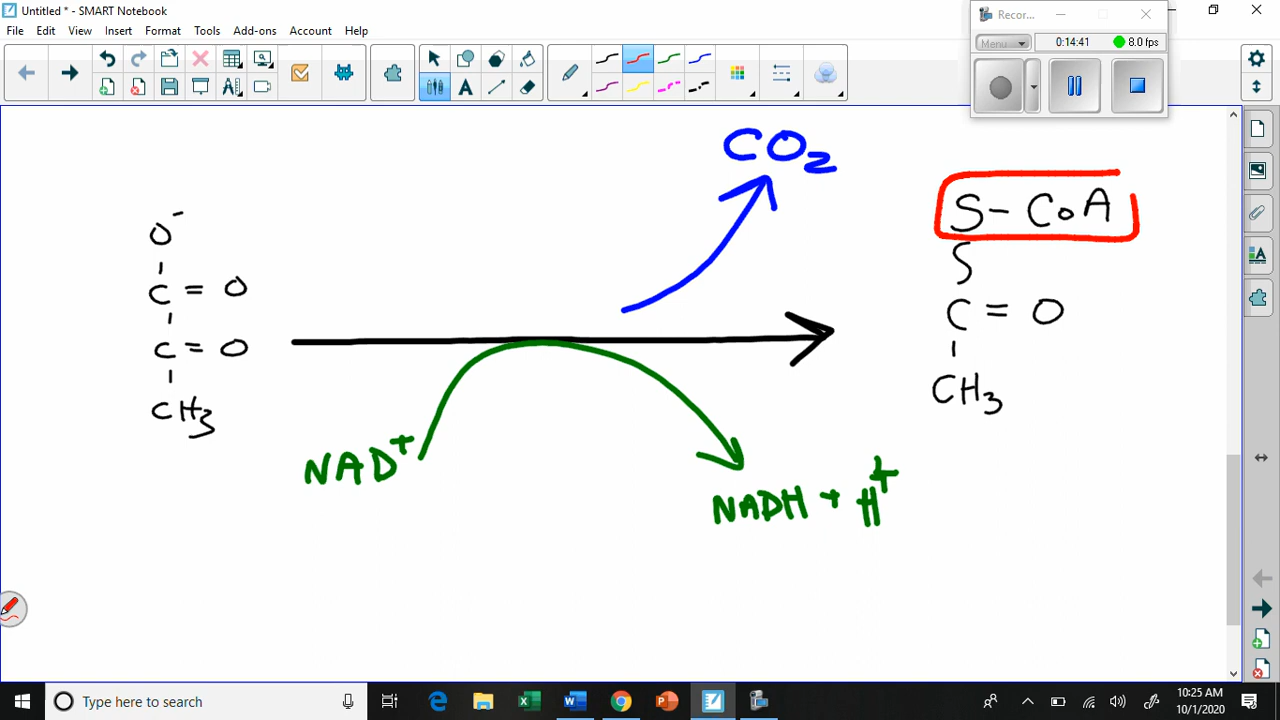 Untitled * - SMART Notebook
File Edit View Insert Format Tools Add-ons Account Help
Recor...
Menu
0:14:41
8.0 fps
CO2
O-
C = O
C = O
CH3
NAD+
NADH + H+
S - CoA
S
C = O
CH3
Type here to search
10:25 AM
10/1/2020